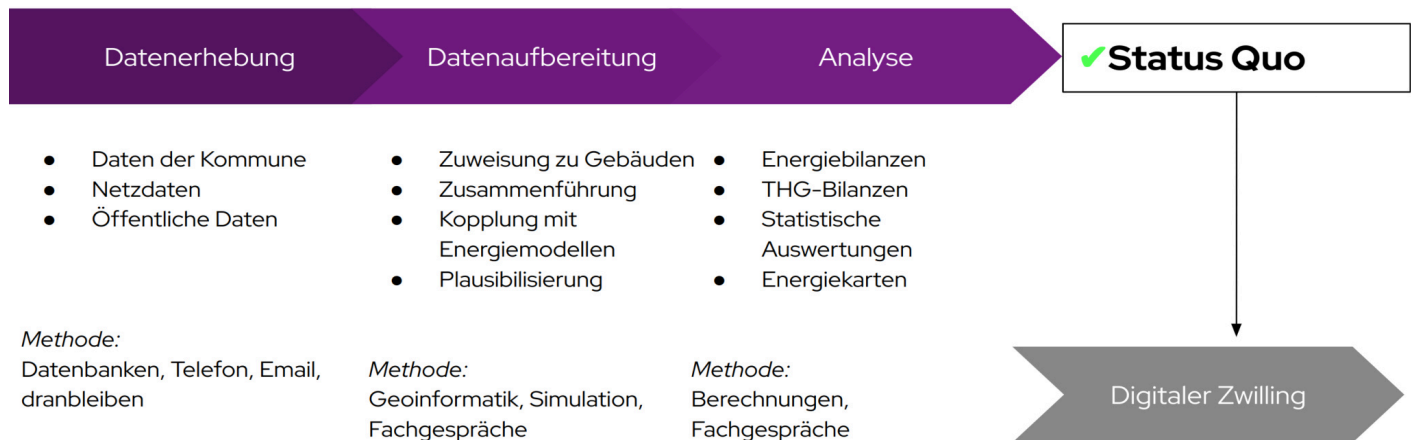 Datenerhebung
Datenaufbereitung
Analyse
✔Status Quo
● Daten der Kommune
● Netzdaten
● Öffentliche Daten
Methode:
Datenbanken, Telefon, Email,
dranbleiben
● Zuweisung zu Gebäuden
● Zusammenführung
● Kopplung mit
Energiemodellen
● Plausibilisierung
Methode:
Geoinformatik, Simulation,
Fachgespräche
● Energiebilanzen
● THG-Bilanzen
● Statistische
Auswertungen
● Energiekarten
Methode:
Berechnungen,
Fachgespräche
Digitaler Zwilling